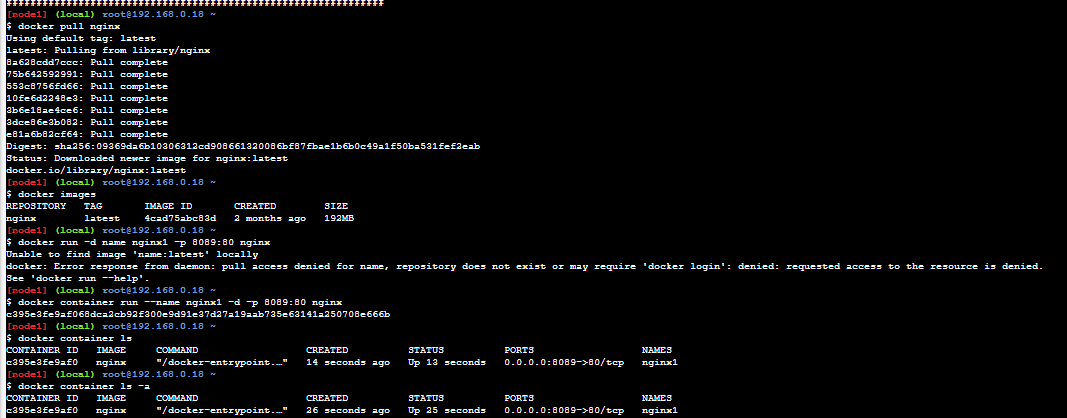 ################################################################
[node1] (local) root@192.168.0.18 ~
$ docker pull nginx
Using default tag: latest
latest: Pulling from library/nginx
8a628cdd7ccc: Pull complete
75b642592991: Pull complete
553c8756fd66: Pull complete
10fe6d2248e3: Pull complete
3b6e18ae4ce6: Pull complete
3dce86e3b082: Pull complete
e81a6b82cf64: Pull complete
Digest: sha256:09369da6b10306312cd908661320086bf87fbae1b6b0c49a1f50ba531fef2eab
Status: Downloaded newer image for nginx:latest
docker.io/library/nginx:latest
[node1] (local) root@192.168.0.18 ~
$ docker images
REPOSITORY TAG IMAGE ID CREATED SIZE
nginx latest 4cad75abc83d 2 months ago 192MB
[node1] (local) root@192.168.0.18 ~
$ docker run -d name nginx1 -p 8089:80 nginx
Unable to find image 'name:latest' locally
docker: Error response from daemon: pull access denied for name, repository does not exist or may require 'docker login': denied: requested access to the resource is denied.
See 'docker run --help'.
[node1] (local) root@192.168.0.18 ~
$ docker container run --name nginx1 -d -p 8089:80 nginx
c395e3fe9af068dca2cb92f300e9d91e37d27a19aab735e63141a250708e666b
[node1] (local) root@192.168.0.18 ~
$ docker container ls
CONTAINER ID IMAGE COMMAND CREATED STATUS PORTS NAMES
c395e3fe9af0 nginx "/docker-entrypoint.…" 14 seconds ago Up 13 seconds 0.0.0.0:8089->80/tcp nginx1
[node1] (local) root@192.168.0.18 ~
$ docker container ls -a
CONTAINER ID IMAGE COMMAND CREATED STATUS PORTS NAMES
c395e3fe9af0 nginx "/docker-entrypoint.…" 26 seconds ago Up 25 seconds 0.0.0.0:8089->80/tcp nginx1